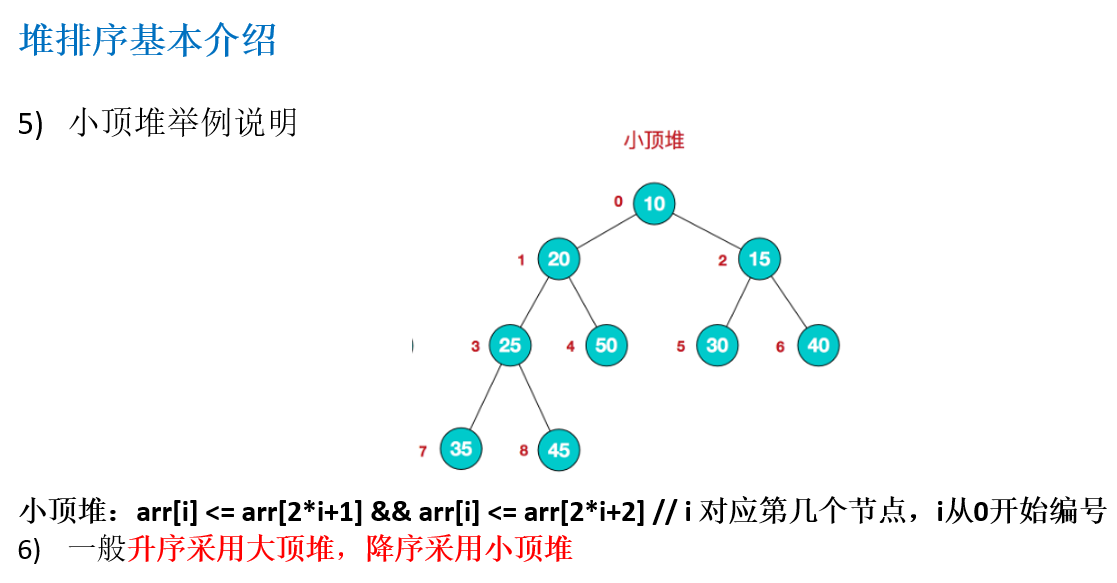 堆排序基本介绍
5) 小顶堆举例说明
小顶堆
0 10
1 20 2 15
3 25 4 50 5 30 6 40
7 35 8 45
小顶堆：arr[i] <= arr[2*i+1] && arr[i] <= arr[2*i+2] // i 对应第几个节点，i从0开始编号
6) 一般升序采用大顶堆，降序采用小顶堆